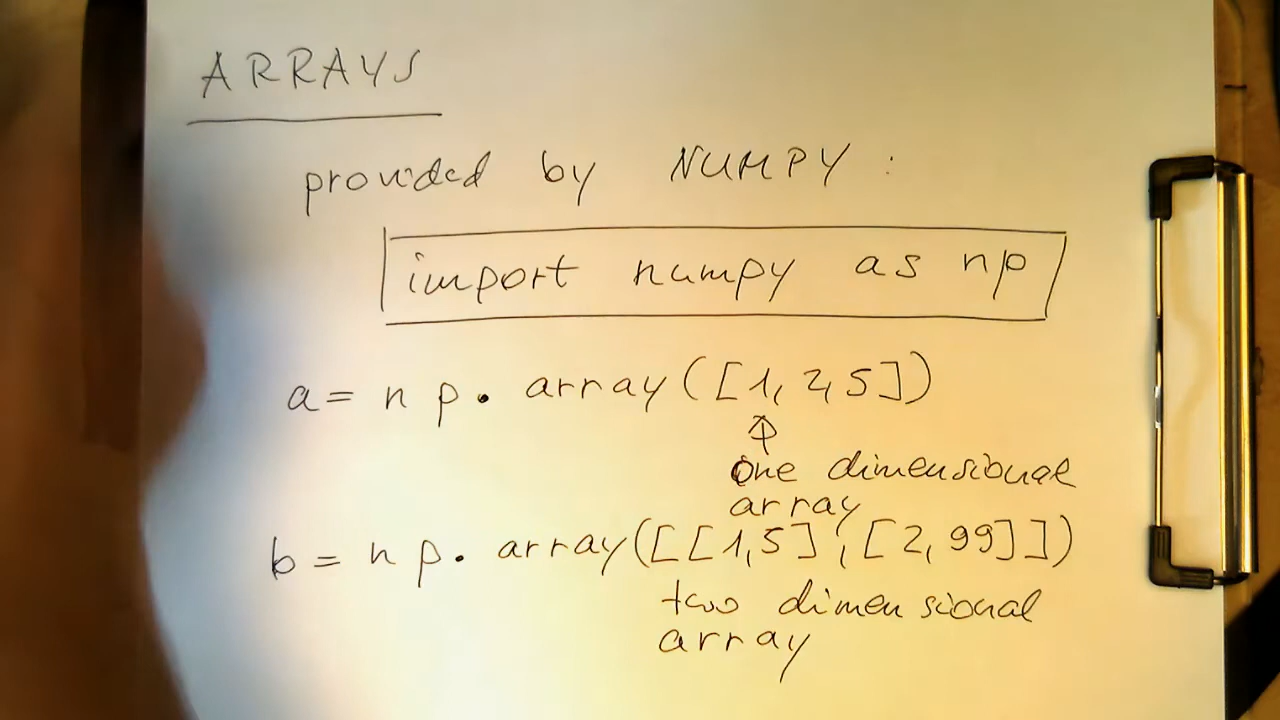 ARRAYS
provided by NUMPY :
import numpy as np
a = np. array([1, 2, 5])
one dimensional
array
b = np. array([[1,5],[2,99]])
two dimensional
array